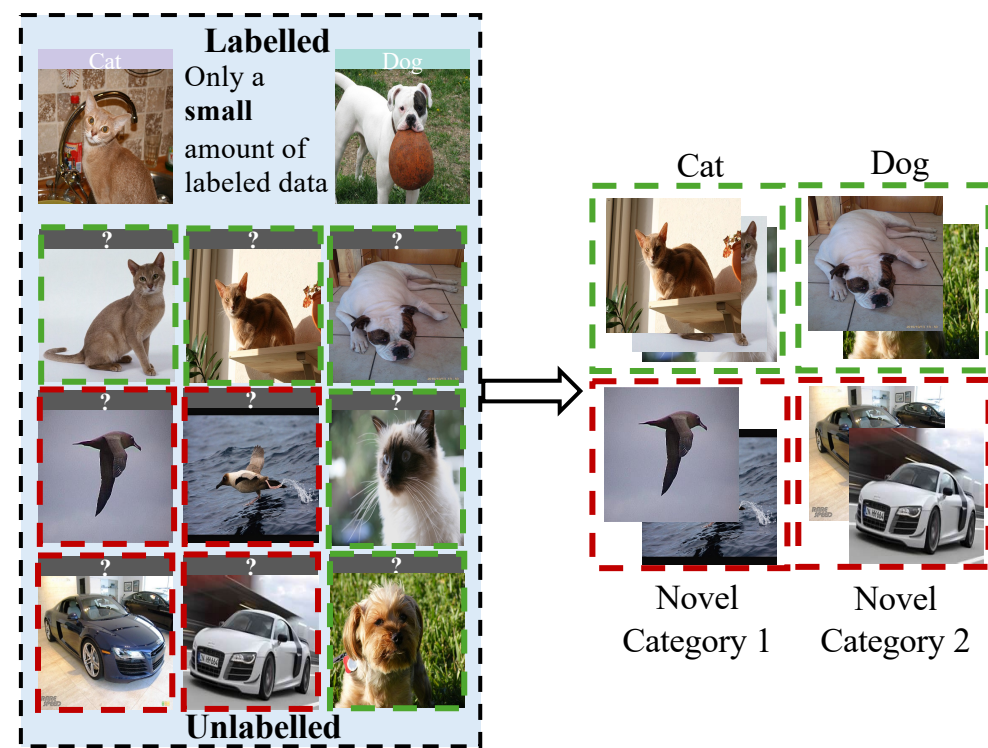 Labelled
Cat
Dog
Only a
small
amount of
labeled data
?
?
?
?
?
?
?
?
?
Unlabelled
Cat
Dog
Novel
Category 1
Novel
Category 2